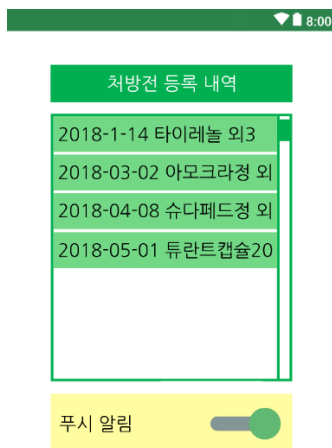 8:00
처방전 등록 내역
2018-1-14 타이레놀 외3
2018-03-02 아모크라정 외
2018-04-08 슈다페드정 외
2018-05-01 튜란트캡슐20
푸시 알림